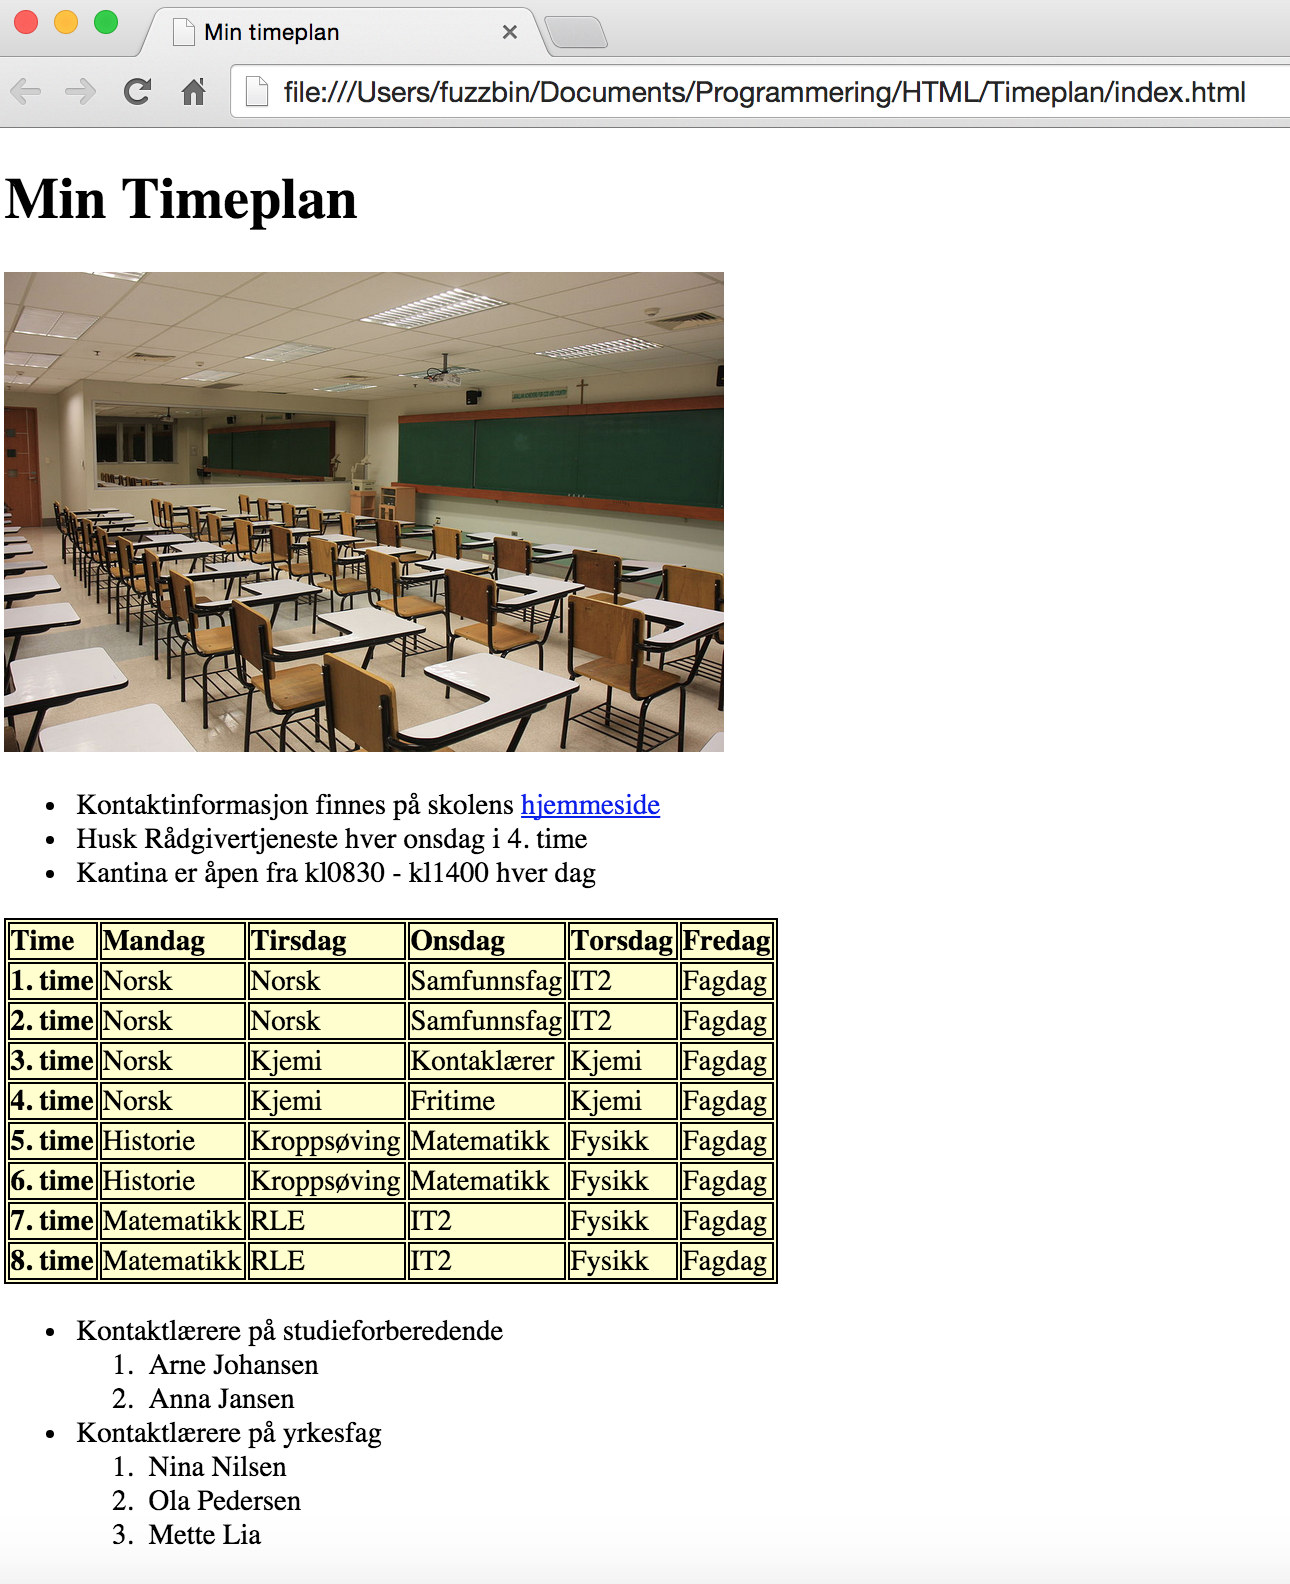 Min timeplan
file:///Users/fuzzbin/Documents/Programmering/HTML/Timeplan/index.html
Min Timeplan
• Kontaktinformasjon finnes på skolens hjemmeside
• Husk Rådgivertjeneste hver onsdag i 4. time
• Kantina er åpen fra kl0830 - kl1400 hver dag
Time Mandag Tirsdag Onsdag Torsdag Fredag
1. time Norsk Norsk Samfunnsfag IT2 Fagdag
2. time Norsk Norsk Samfunnsfag IT2 Fagdag
3. time Norsk Kjemi Kontaklærer Kjemi Fagdag
4. time Norsk Kjemi Fritime Kjemi Fagdag
5. time Historie Kroppsøving Matematikk Fysikk Fagdag
6. time Historie Kroppsøving Matematikk Fysikk Fagdag
7. time Matematikk RLE IT2 Fysikk Fagdag
8. time Matematikk RLE IT2 Fysikk Fagdag
• Kontaktlærere på studieforberedende
1. Arne Johansen
2. Anna Jansen
• Kontaktlærere på yrkesfag
1. Nina Nilsen
2. Ola Pedersen
3. Mette Lia